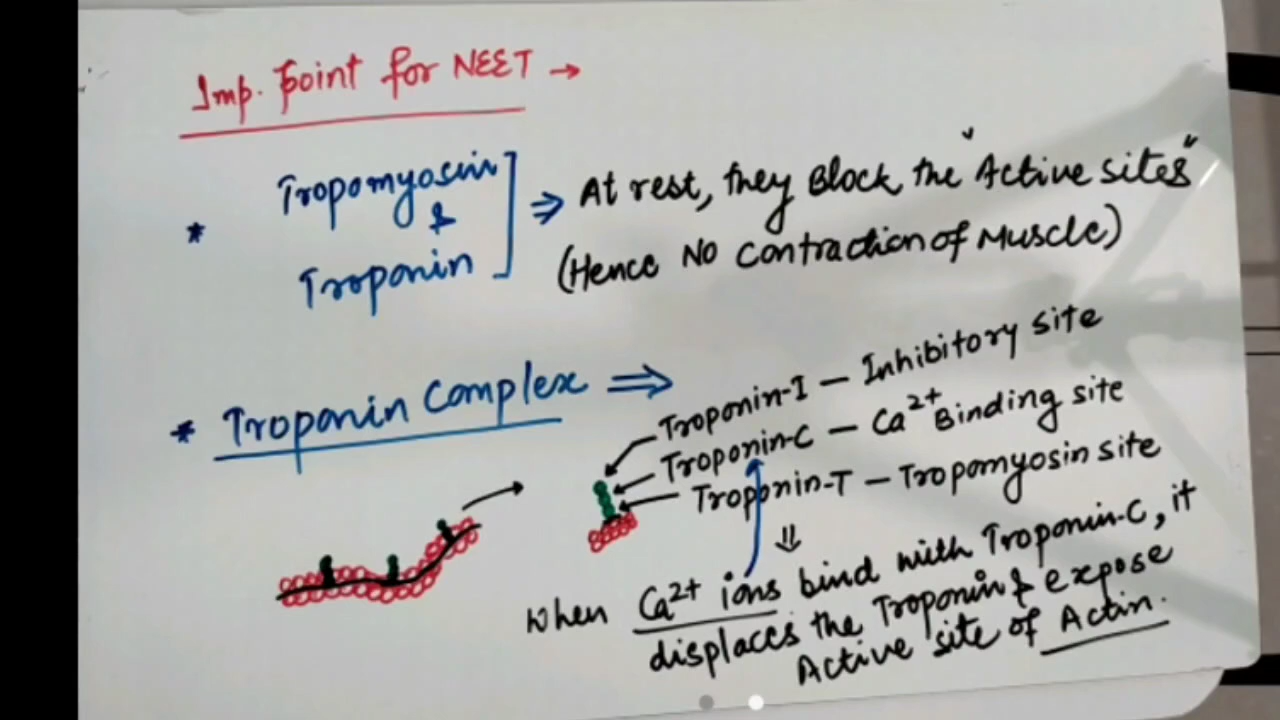 Imp. Point for NEET →
* Tropomyosin & Troponin ⇒ At rest, they Block the "Active sites"
(Hence No contraction of Muscle)
* Troponin Complex ⇒
Troponin-I – Inhibitory site
Troponin-C – Ca²⁺ Binding site
Troponin-T – Tropomyosin site
⇓
When Ca²⁺ ions bind with Troponin-C, it
displaces the Troponin & expose
Active site of Actin.